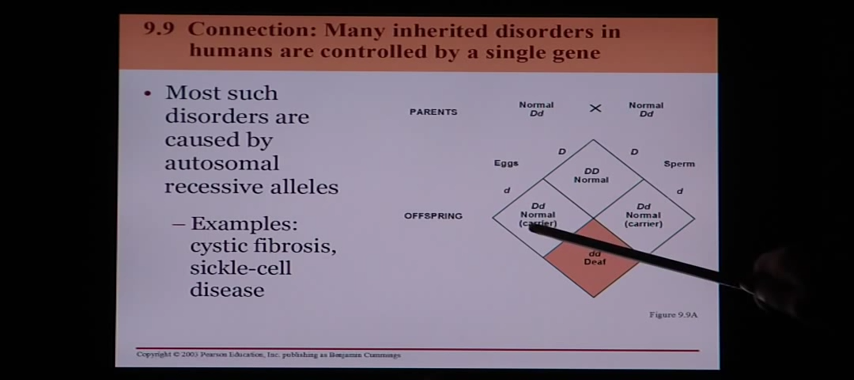 9.9 Connection: Many inherited disorders in
humans are controlled by a single gene
• Most such
disorders are
caused by
autosomal
recessive alleles
– Examples:
cystic fibrosis,
sickle-cell
disease
PARENTS
Normal
Dd
×
Normal
Dd
Eggs
D
D
Sperm
d
DD
Normal
d
OFFSPRING
Dd
Normal
(carrier)
Dd
Normal
(carrier)
dd
Deaf
Figure 9.9A
Copyright © 2003 Pearson Education, Inc. publishing as Benjamin Cummings